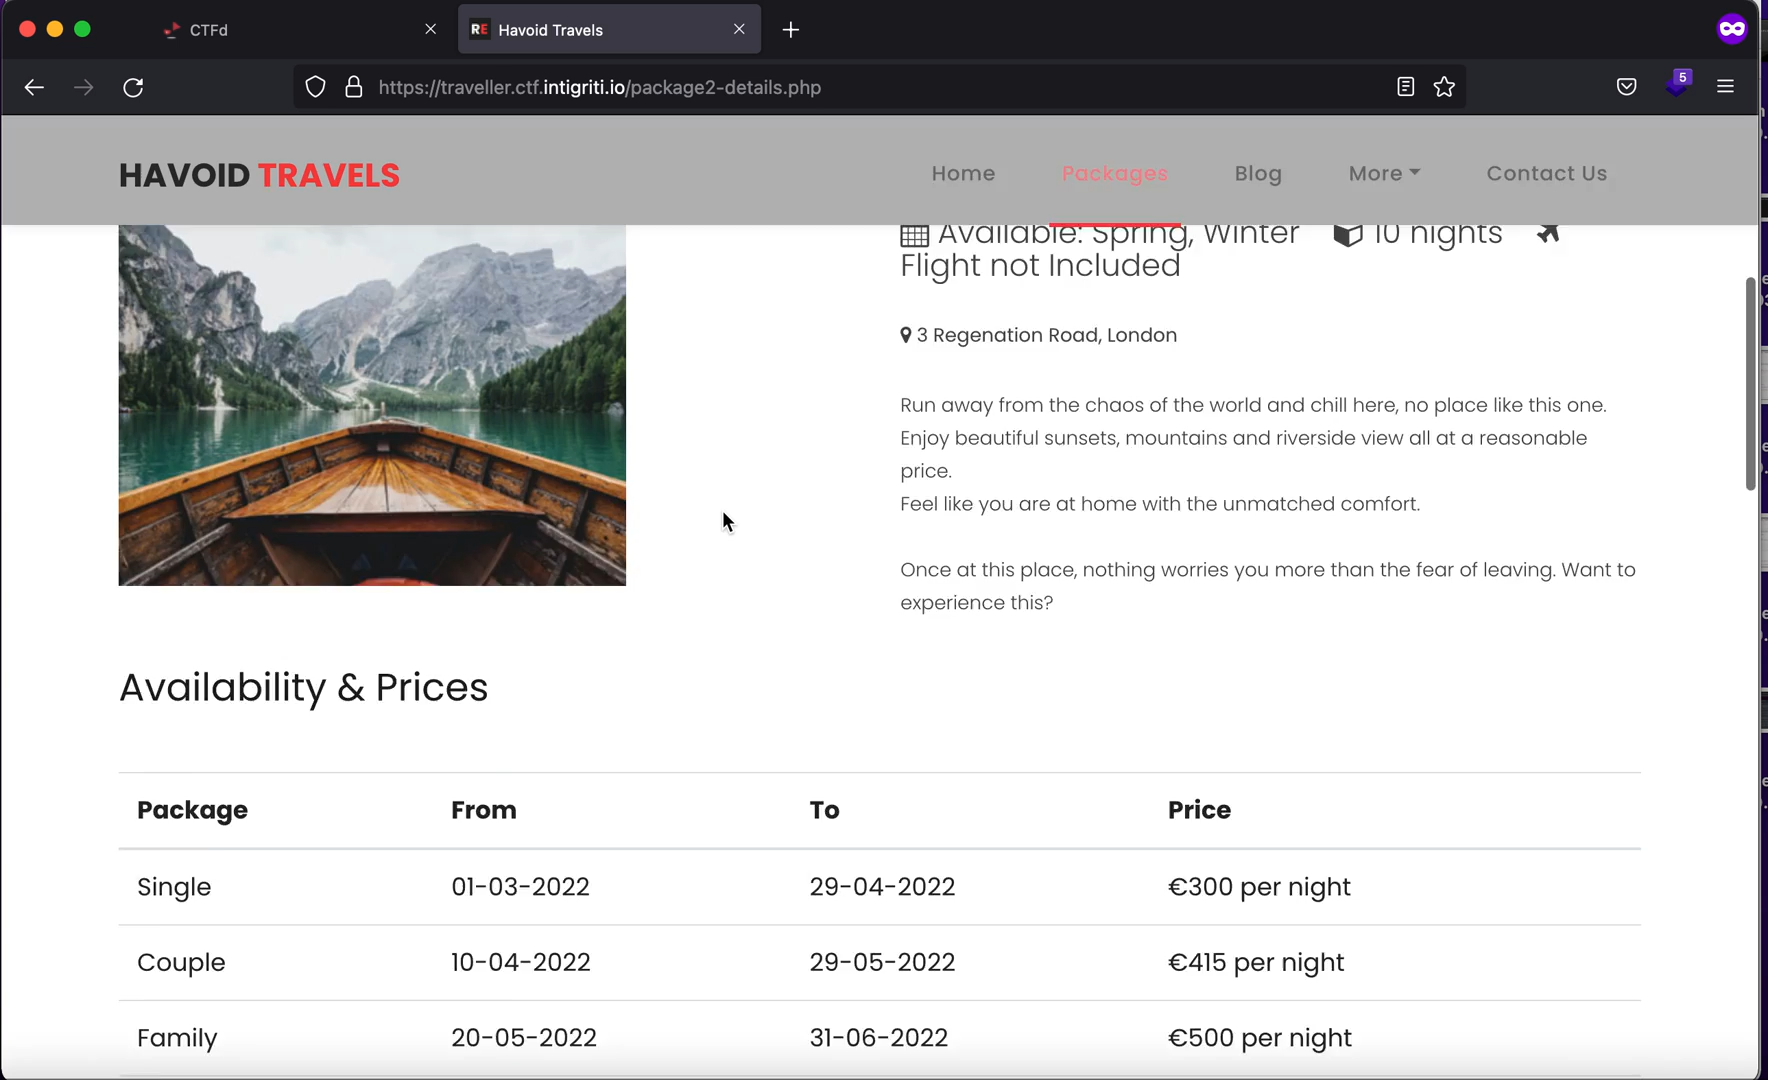 CTFd
Havoid Travels
5
https://traveller.ctf.intigriti.io/package2-details.php
HAVOID TRAVELS
Home
Packages
Blog
More
Contact Us
Available: Spring, Winter 10 nights
Flight not Included
3 Regenation Road, London
Run away from the chaos of the world and chill here, no place like this one.
Enjoy beautiful sunsets, mountains and riverside view all at a reasonable
price.
Feel like you are at home with the unmatched comfort.
Once at this place, nothing worries you more than the fear of leaving. Want to
experience this?
Availability & Prices
Package From To Price
Single 01-03-2022 29-04-2022 €300 per night
Couple 10-04-2022 29-05-2022 €415 per night
Family 20-05-2022 31-06-2022 €500 per night